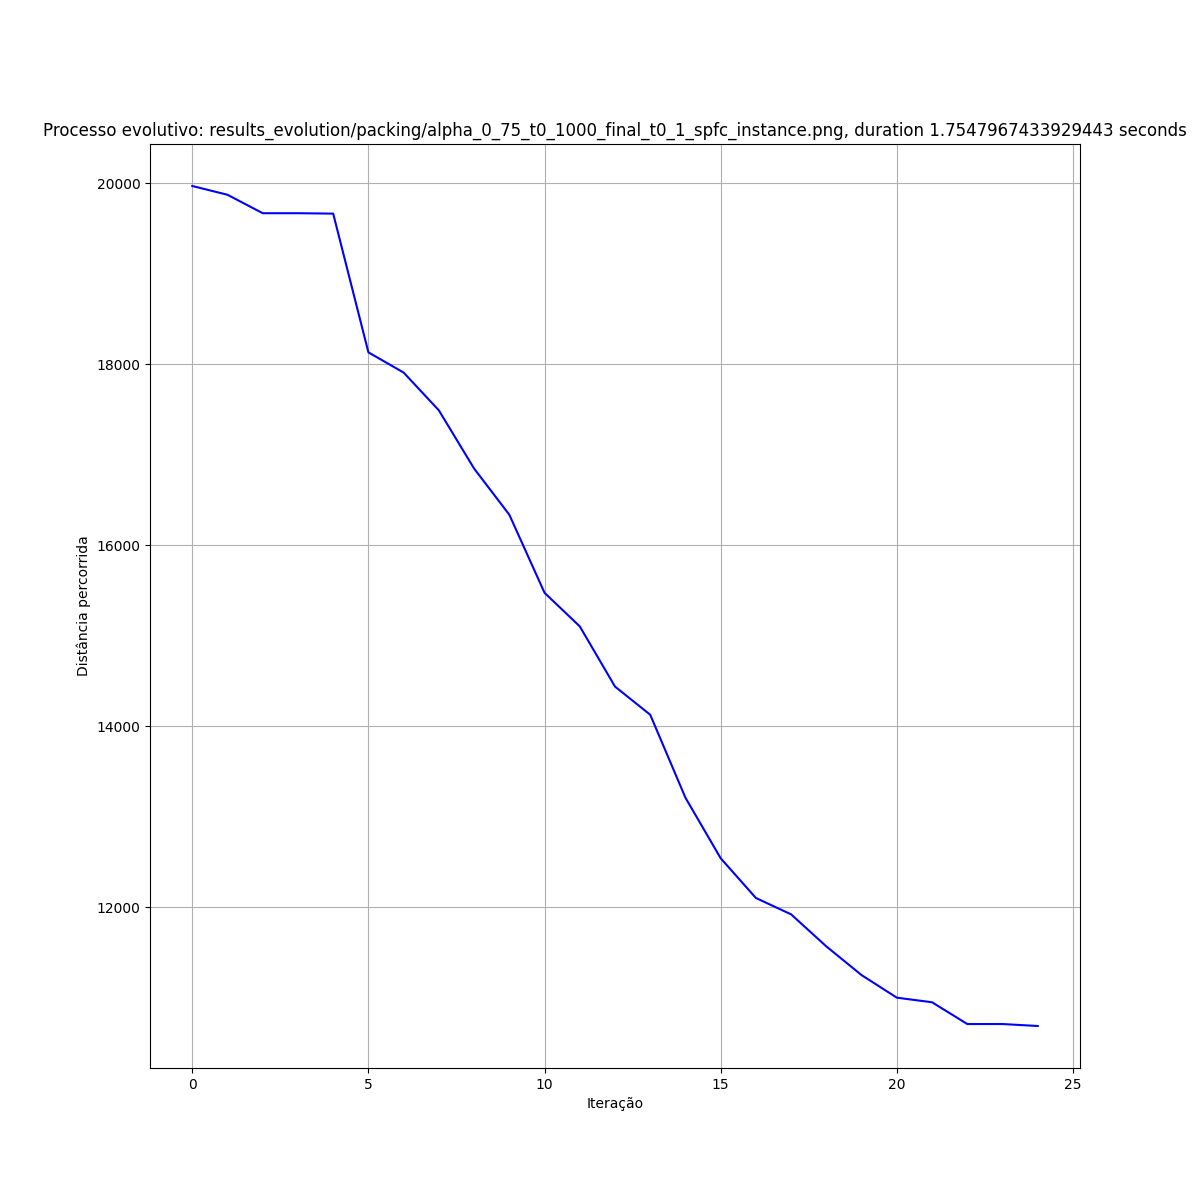 Processo evolutivo: results_evolution/packing/alpha_0_75_t0_1000_final_t0_1_spfc_instance.png, duration 1.7547967433929443 seconds
20000
18000
16000
14000
12000
Distância percorrida
0 5 10 15 20 25
Iteração